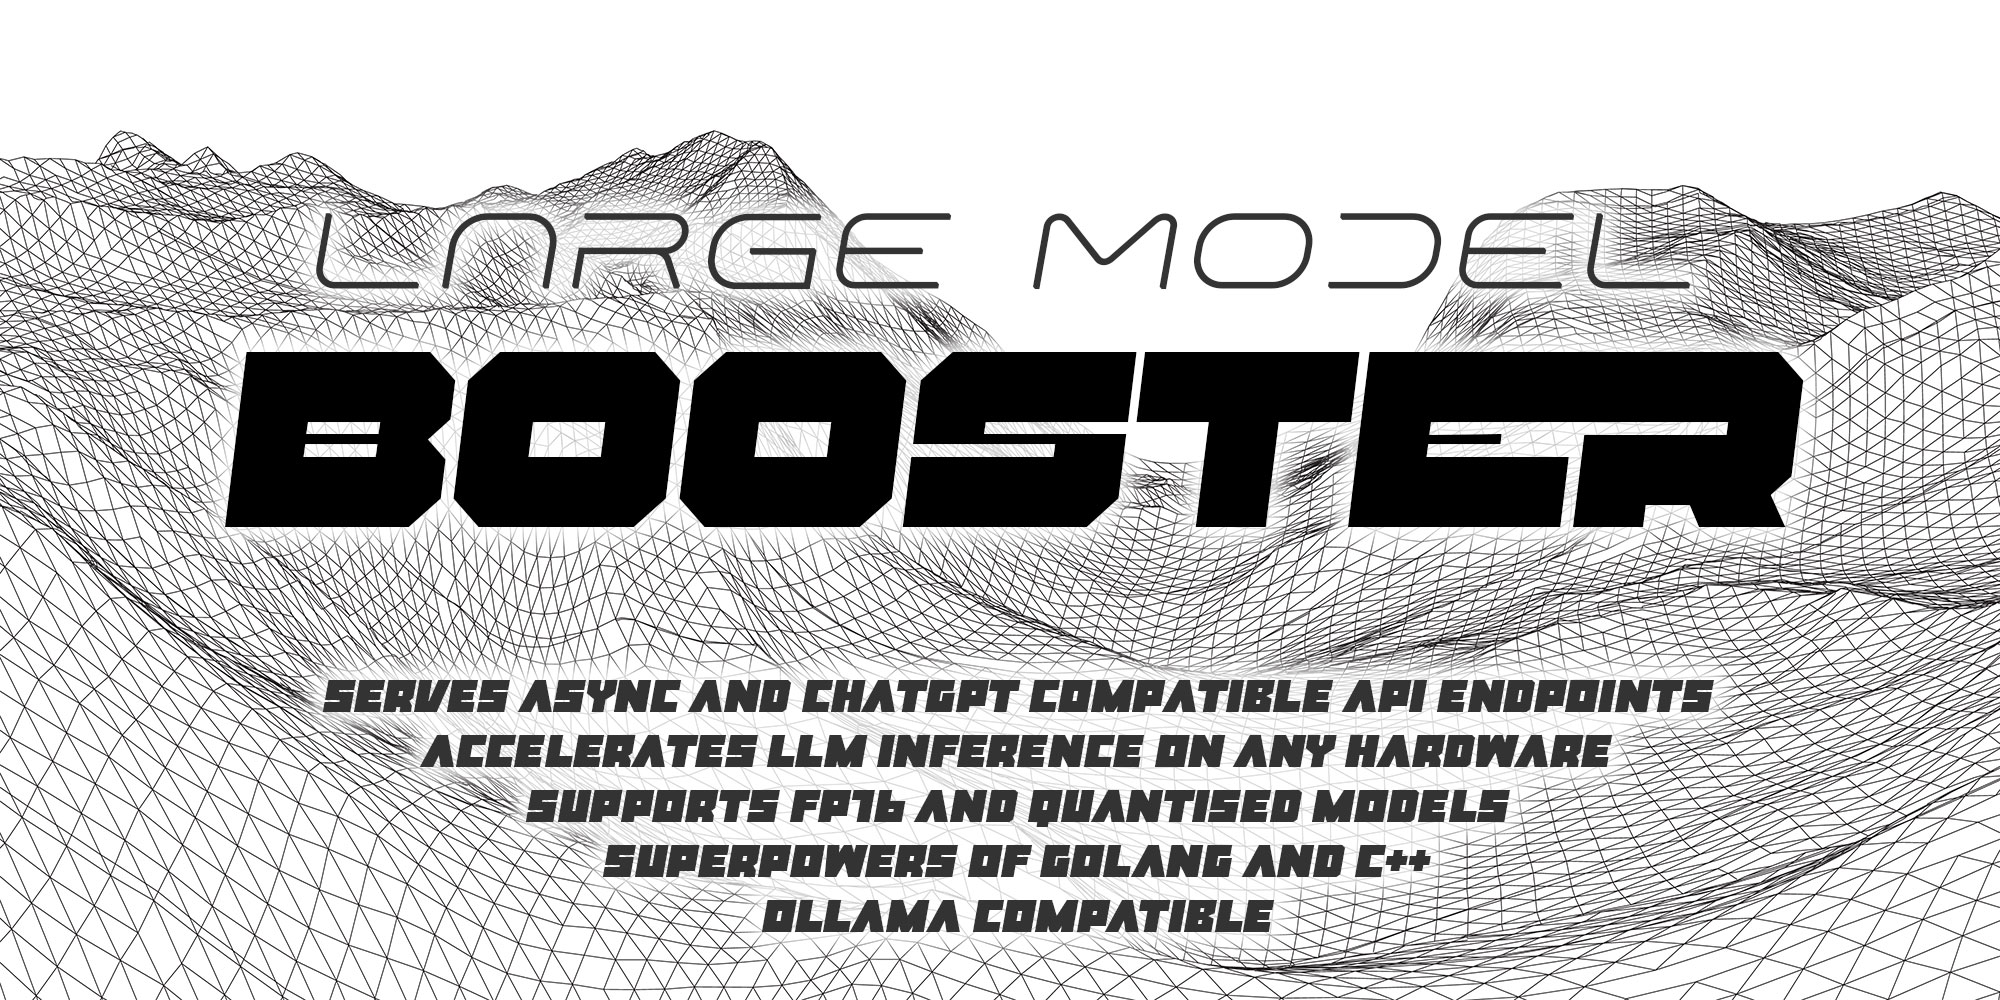 LARGE MODEL
BOOSTER
SERVES ASYNC AND CHATGPT COMPATIBLE API ENDPOINTS
ACCELERATES LLM INFERENCE ON ANY HARDWARE
SUPPORTS FP16 AND QUANTISED MODELS
SUPERPOWERS OF GOLANG AND C++
OLLAMA COMPATIBLE